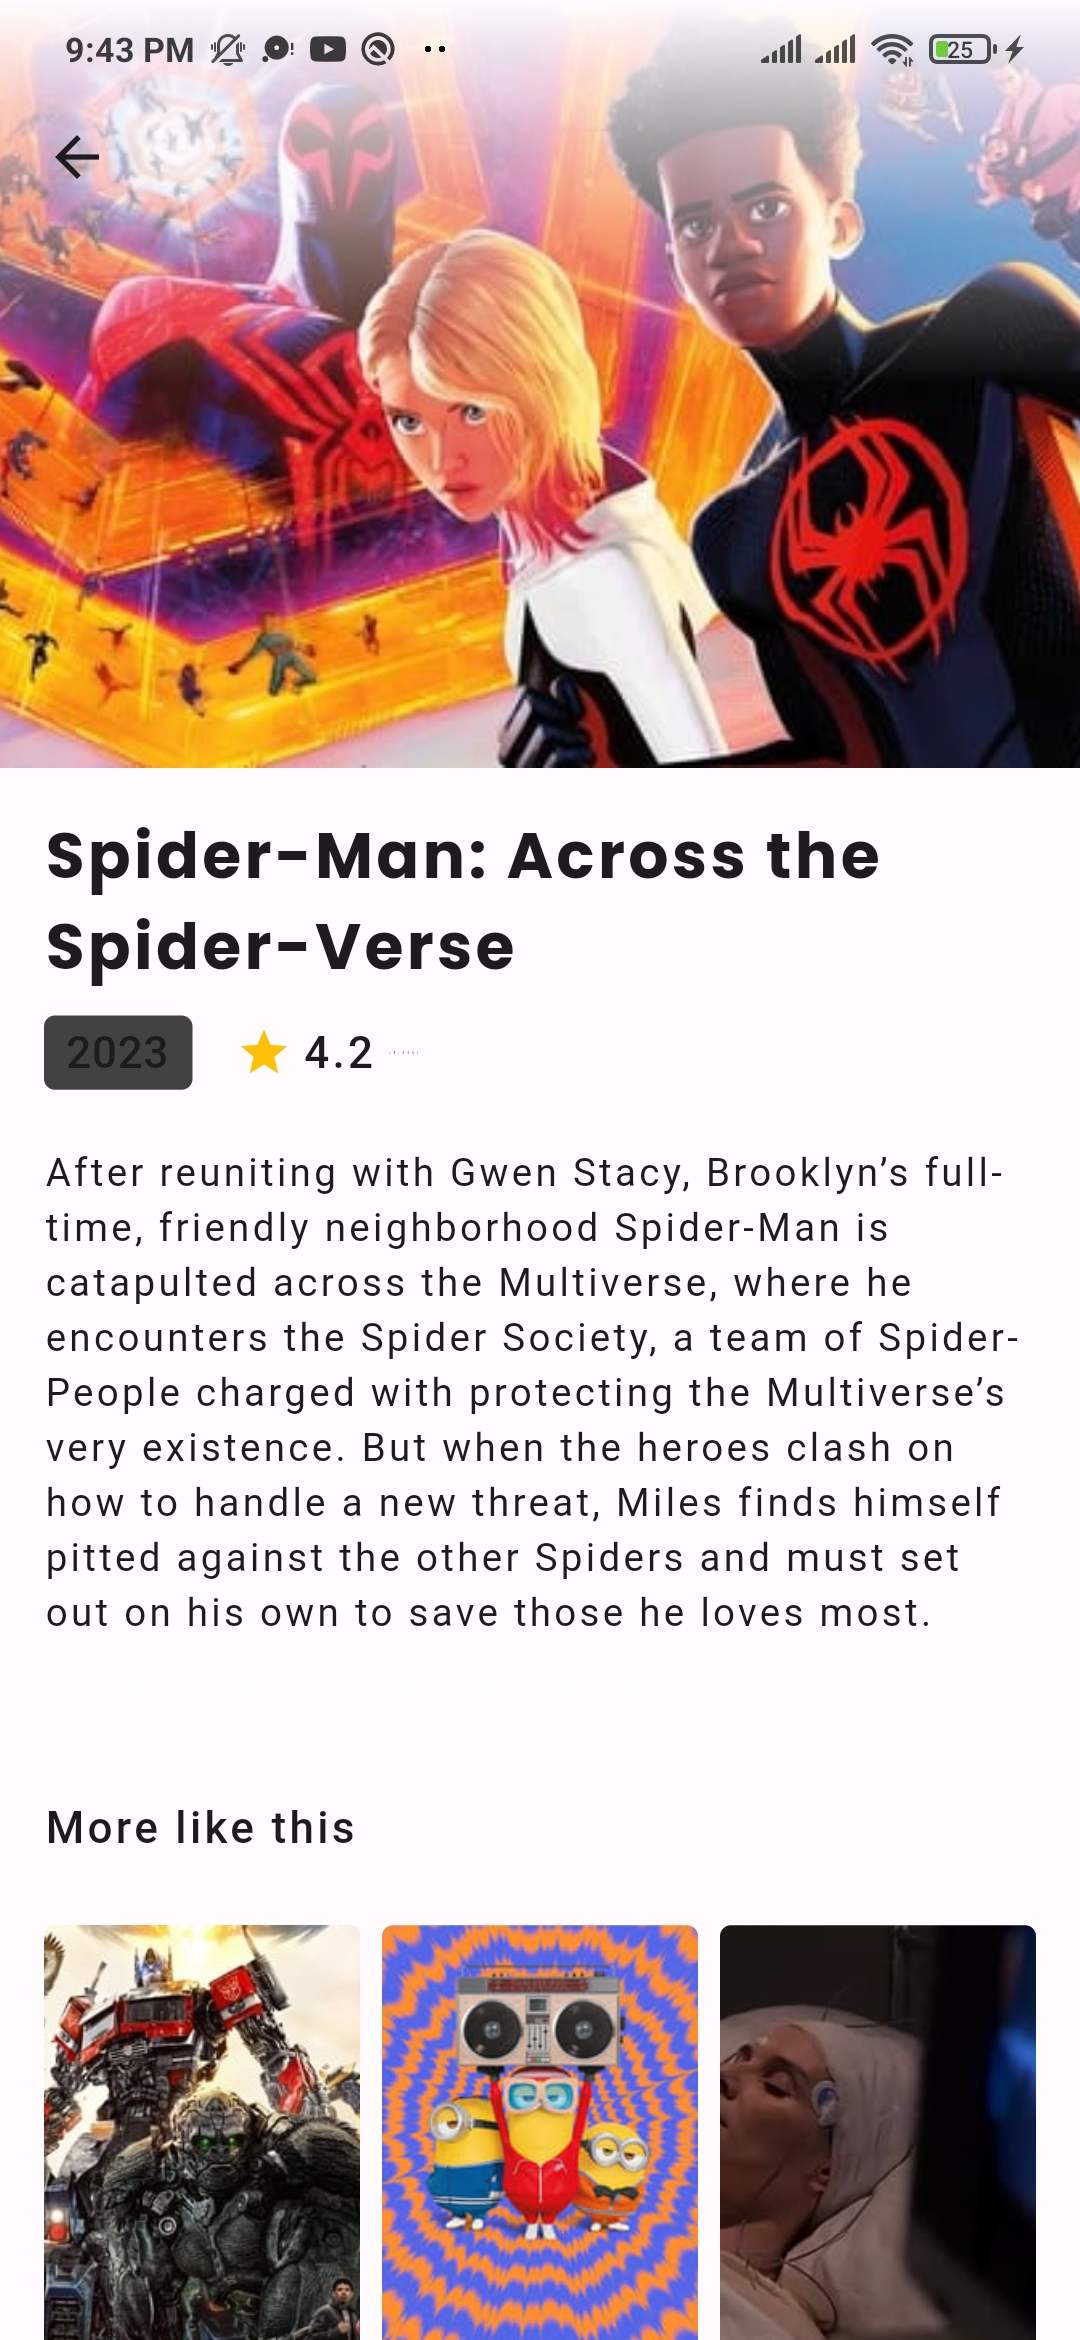 9:43 PM
25
Spider-Man: Across the
Spider-Verse
2023
4.2
After reuniting with Gwen Stacy, Brooklyn’s full-
time, friendly neighborhood Spider-Man is
catapulted across the Multiverse, where he
encounters the Spider Society, a team of Spider-
People charged with protecting the Multiverse’s
very existence. But when the heroes clash on
how to handle a new threat, Miles finds himself
pitted against the other Spiders and must set
out on his own to save those he loves most.
More like this